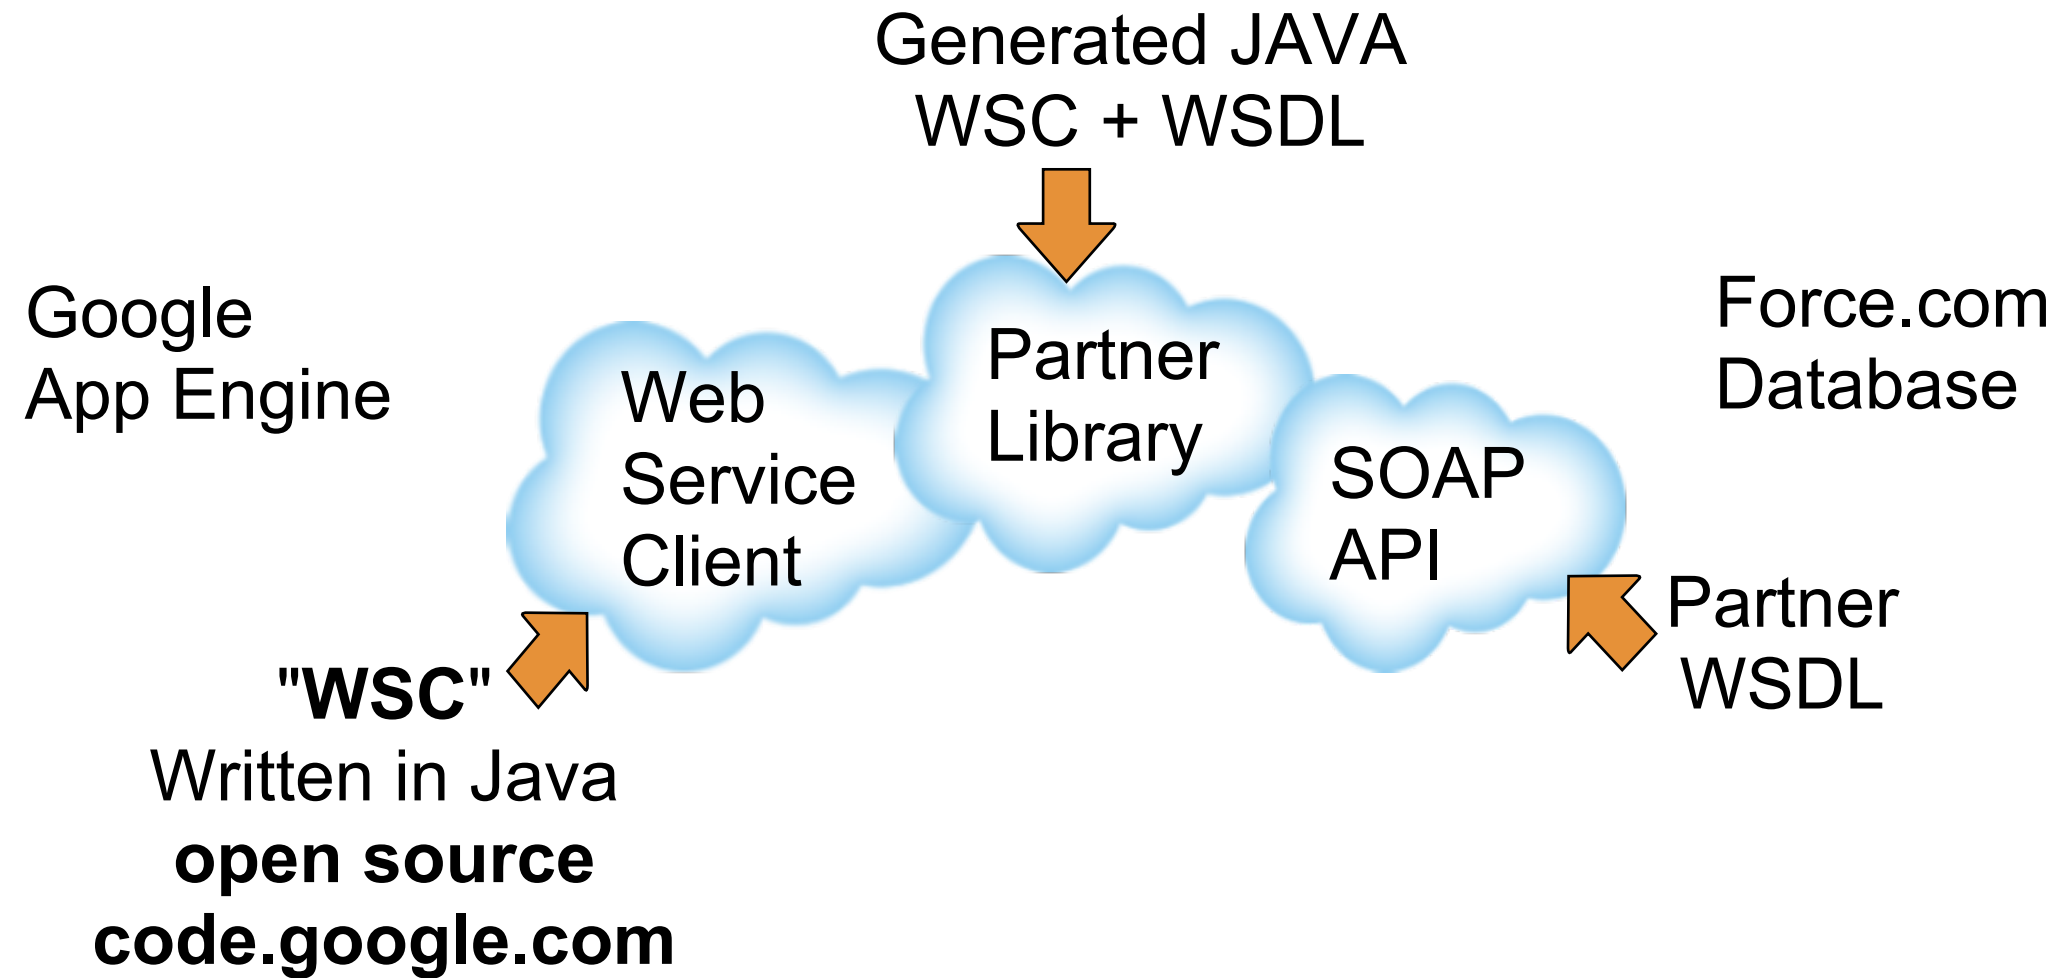 Generated JAVA
WSC + WSDL
Google
App Engine
Web
Service
Client
Partner
Library
SOAP
API
Force.com
Database
"WSC"
Written in Java
open source
code.google.com
Partner
WSDL